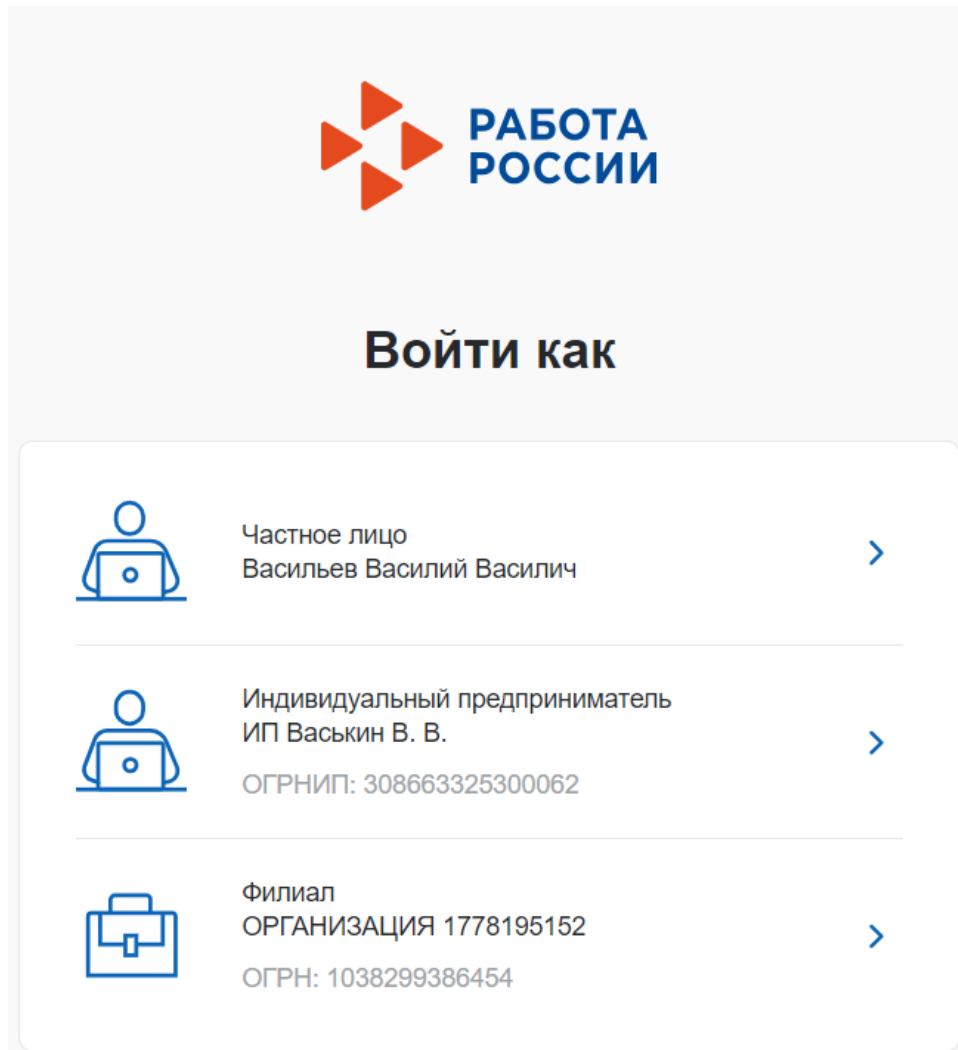 РАБОТА
РОССИИ
Войти как
Частное лицо
Васильев Василий Василич
Индивидуальный предприниматель
ИП Васькин В. В.
ОГРНИП: 308663325300062
Филиал
ОРГАНИЗАЦИЯ 1778195152
ОГРН: 1038299386454